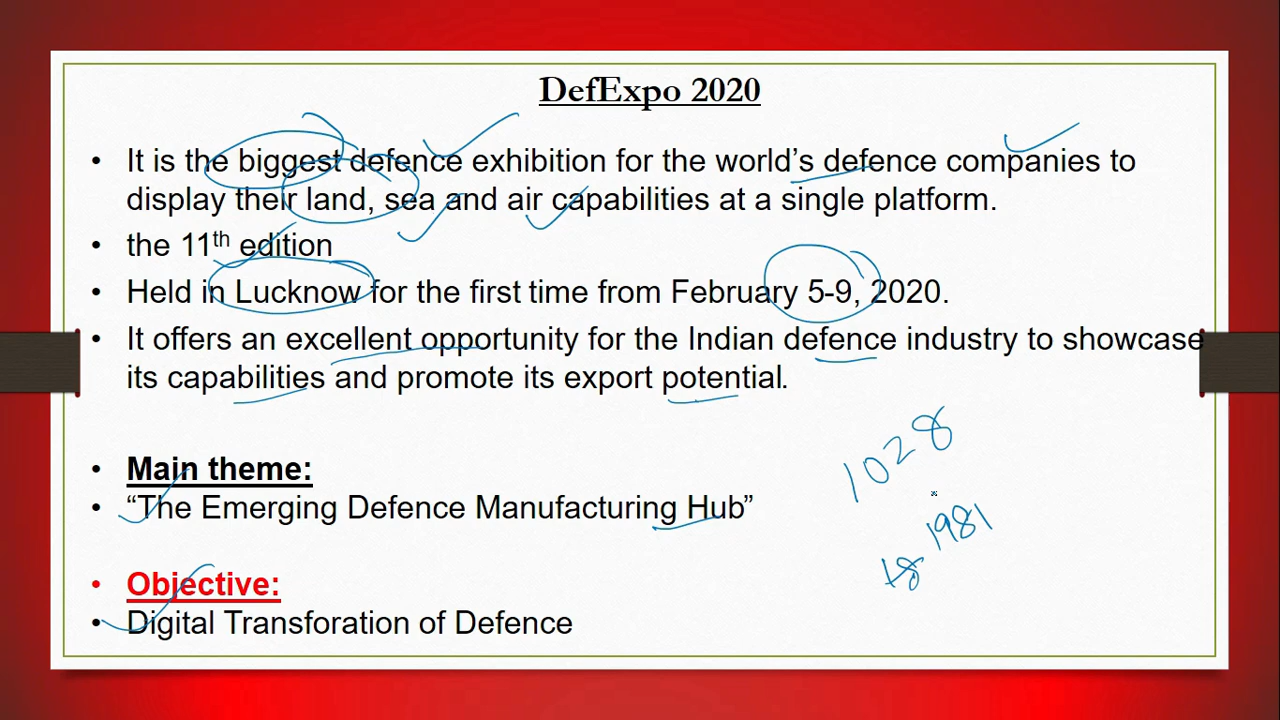 DefExpo 2020
• It is the biggest defence exhibition for the world's defence companies to
display their land, sea and air capabilities at a single platform.
• the 11th edition
• Held in Lucknow for the first time from February 5-9, 2020.
• It offers an excellent opportunity for the Indian defence industry to showcase
its capabilities and promote its export potential.
• Main theme:
• “The Emerging Defence Manufacturing Hub”
• Objective:
• Digital Transforation of Defence
1028
1981
18